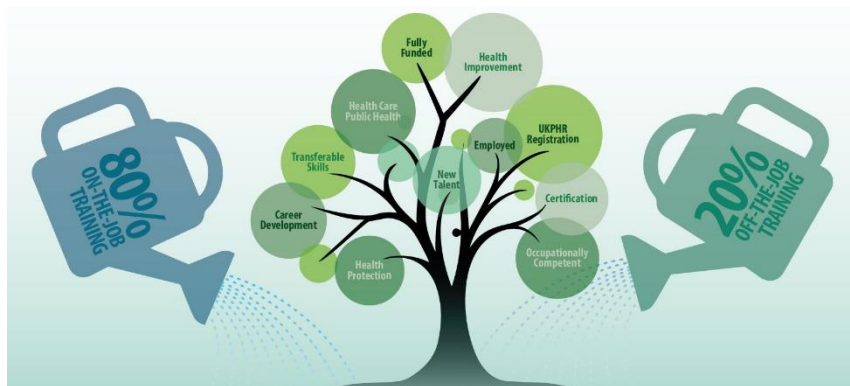 Fully
Funded
Health
Improvement
Health Care
Public Health
UKPHR
Registration
Employed
Transferable
Skills
New
Talent
Certification
Career
Development
Occupationally
Competent
Health
Protection
80%
ON-THE-JOB
TRAINING
20%
OFF-THE-JOB
TRAINING